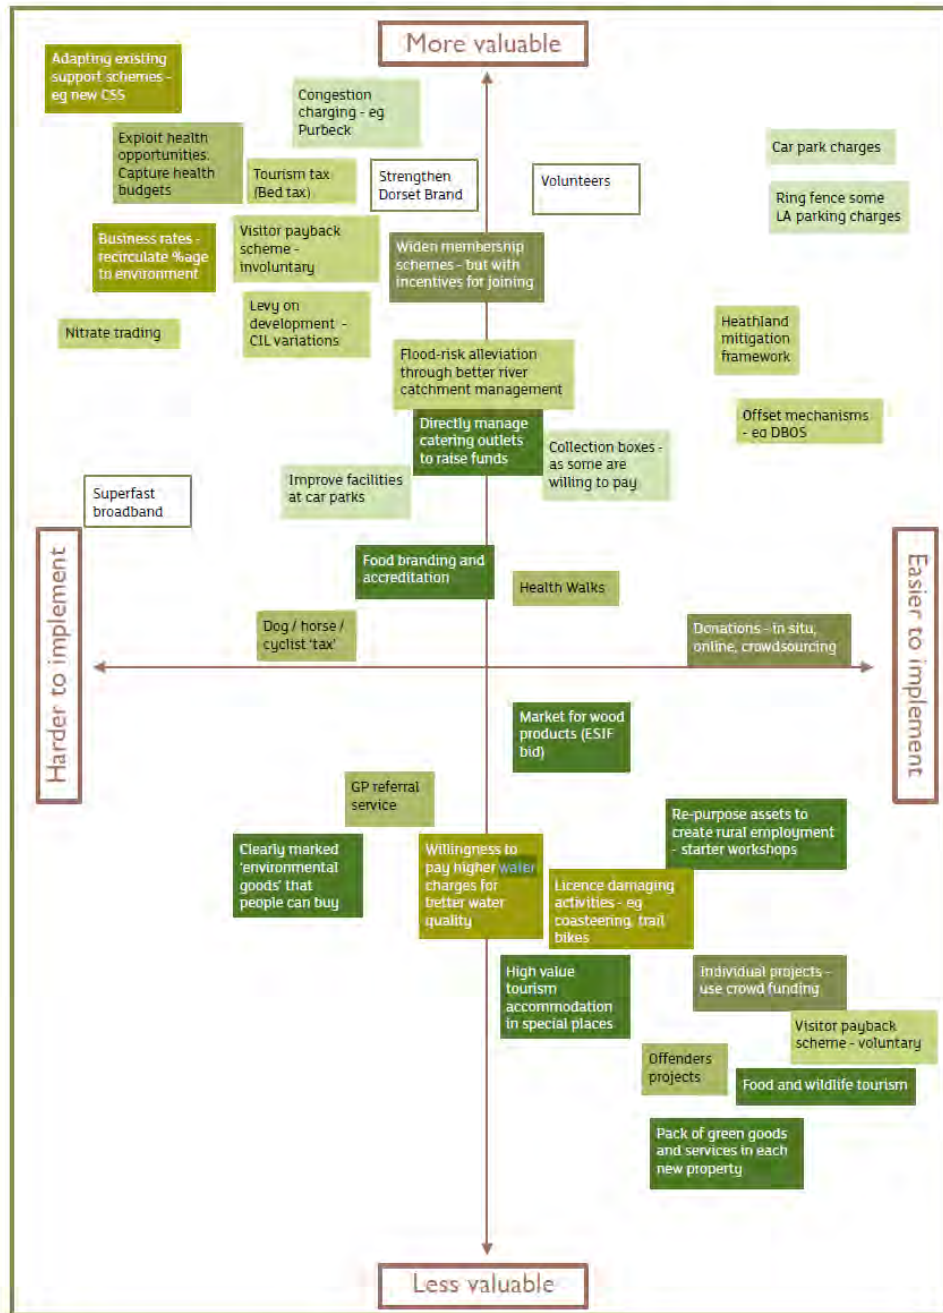 More valuable
Adapting existing
support schemes -
eg new CSS
Congestion
charging - eg
Purbeck
Exploit health
opportunities.
Capture health
budgets
Tourism tax
(Bed tax)
Strengthen
Dorset Brand
Volunteers
Car park charges
Ring fence some
LA parking charges
Business rates -
recirculate %age
to environment
Visitor payback
scheme -
involuntary
Widen membership
schemes - but with
incentives for joining
Nitrate trading
Levy on
development -
CIL variations
Heathland
mitigation
framework
Flood-risk alleviation
through better river
catchment management
Directly manage
catering outlets
to raise funds
Offset mechanisms
- eg DBOS
Collection boxes -
as some are
willing to pay
Improve facilities
at car parks
Superfast
broadband
Food branding and
accreditation
Health Walks
Dog / horse /
cyclist 'tax'
Donations - in situ,
online, crowdsourcing
Harder to implement
Easier to implement
Market for wood
products (ESIF
bid)
GP referral
service
Re-purpose assets to
create rural employment
- starter workshops
Clearly marked
'environmental
goods' that
people can buy
Willingness to
pay higher water
charges for
better water
quality
Licence damaging
activities - eg
coasteering, trail
bikes
High value
tourism
accommodation
in special places
Individual projects -
use crowd funding
Visitor payback
scheme - voluntary
Offenders
projects
Food and wildlife tourism
Pack of green goods
and services in each
new property
Less valuable